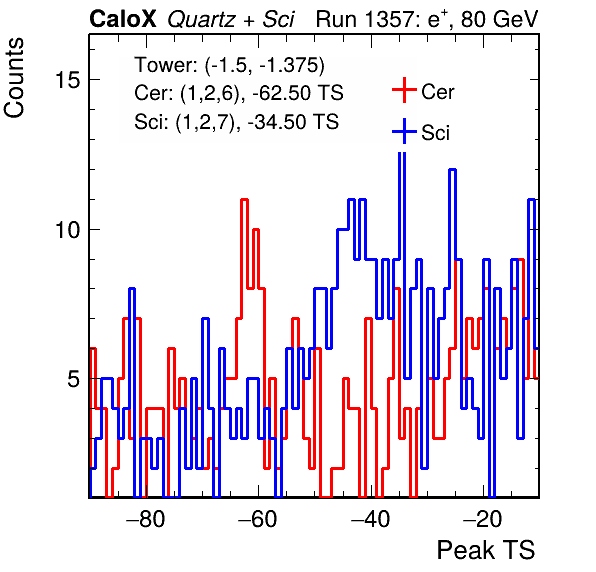 CaloX Quartz + Sci Run 1357: e⁺, 80 GeV
Tower: (-1.5, -1.375)
Cer: (1,2,6), -62.50 TS
Sci: (1,2,7), -34.50 TS
Cer
Sci
Counts
15
10
5
−80 −60 −40 −20
Peak TS